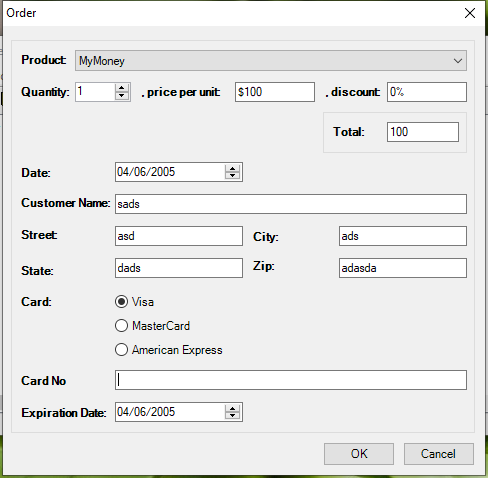 Order
Product: MyMoney
Quantity: 1 , price per unit: $100 , discount: 0%
Total: 100
Date: 04/06/2005
Customer Name: sads
Street: asd City: ads
State: dads Zip: adasda
Card: Visa
MasterCard
American Express
Card No
Expiration Date: 04/06/2005
OK Cancel